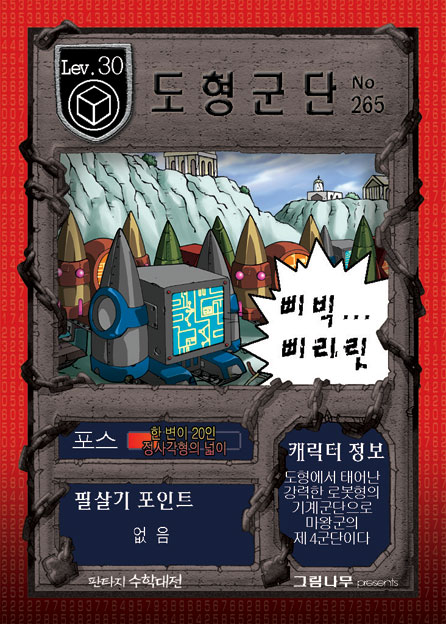 Lev.30
도형군단
No
265
삐빅...
삐리릿
포스
한 변이 20인
정사각형의 넓이
필살기 포인트
없음
캐릭터 정보
도형에서 태어난
강력한 로봇형의
기계군단으로
마왕군의
제 4군단이다
판타지 수학대전
그림나무 presents